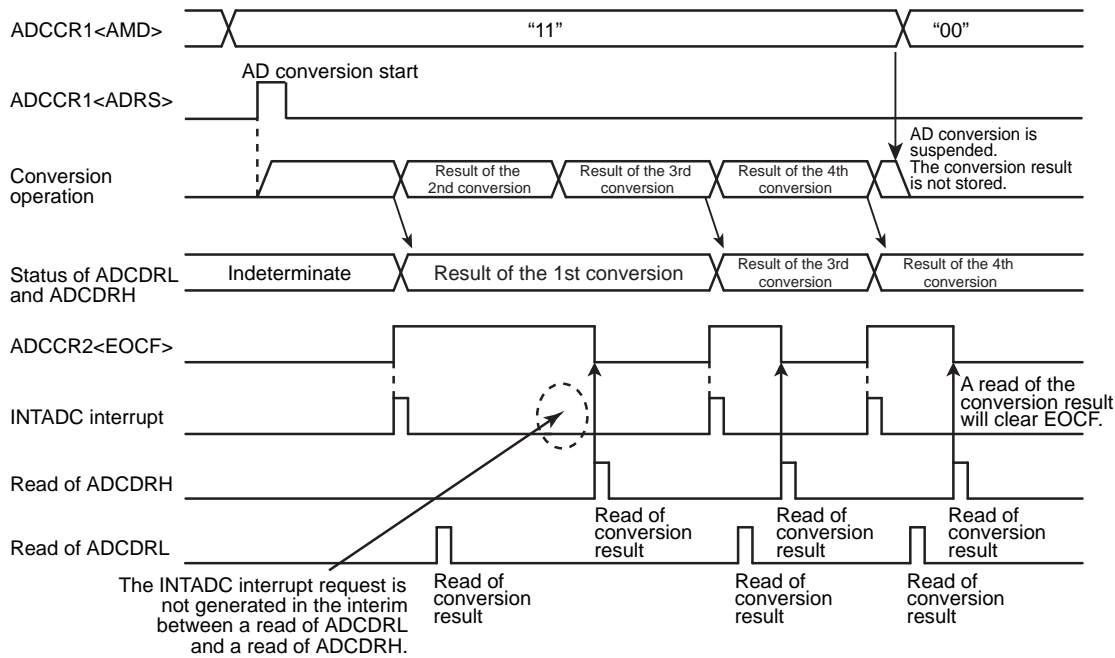 ADCCR1<AMD>
"11"
"00"
AD conversion start
ADCCR1<ADRS>
AD conversion is
suspended.
The conversion result
is not stored.
Conversion
operation
Result of the
2nd conversion
Result of the 3rd
conversion
Result of the 4th
conversion
Status of ADCDRL
and ADCDRH
Indeterminate
Result of the 1st conversion
Result of the 3rd
conversion
Result of the 4th
conversion
ADCCR2<EOCF>
A read of the
conversion result
will clear EOCF.
INTADC interrupt
Read of ADCDRH
Read of
conversion
result
Read of
conversion
result
Read of
conversion
result
Read of ADCDRL
Read of
conversion
result
Read of
conversion
result
Read of
conversion
result
The INTADC interrupt request is
not generated in the interim
between a read of ADCDRL
and a read of ADCDRH.